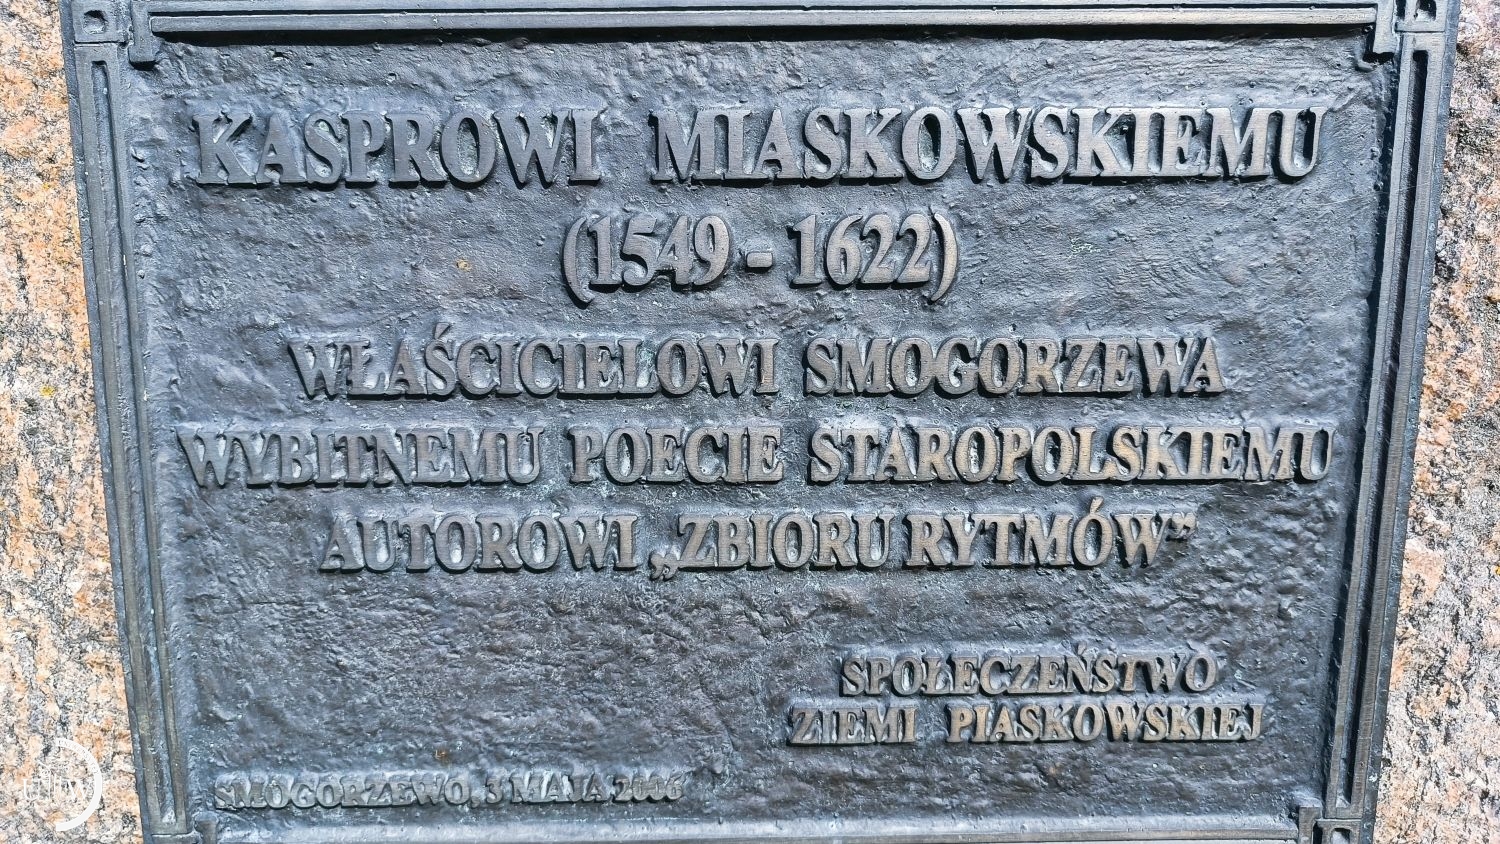 KASPROWI MIASKOWSKIEMU
(1549 - 1622)
WŁAŚCICIELOWI SMOGORZEWA
WYBITNEMU POECIE STAROPOLSKIEMU
AUTOROWI „ZBIORU RYTMÓW”
SPOŁECZEŃSTWO
ZIEMI PIASKOWSKIEJ
SMOGORZEWO, 3 MAJA 2006